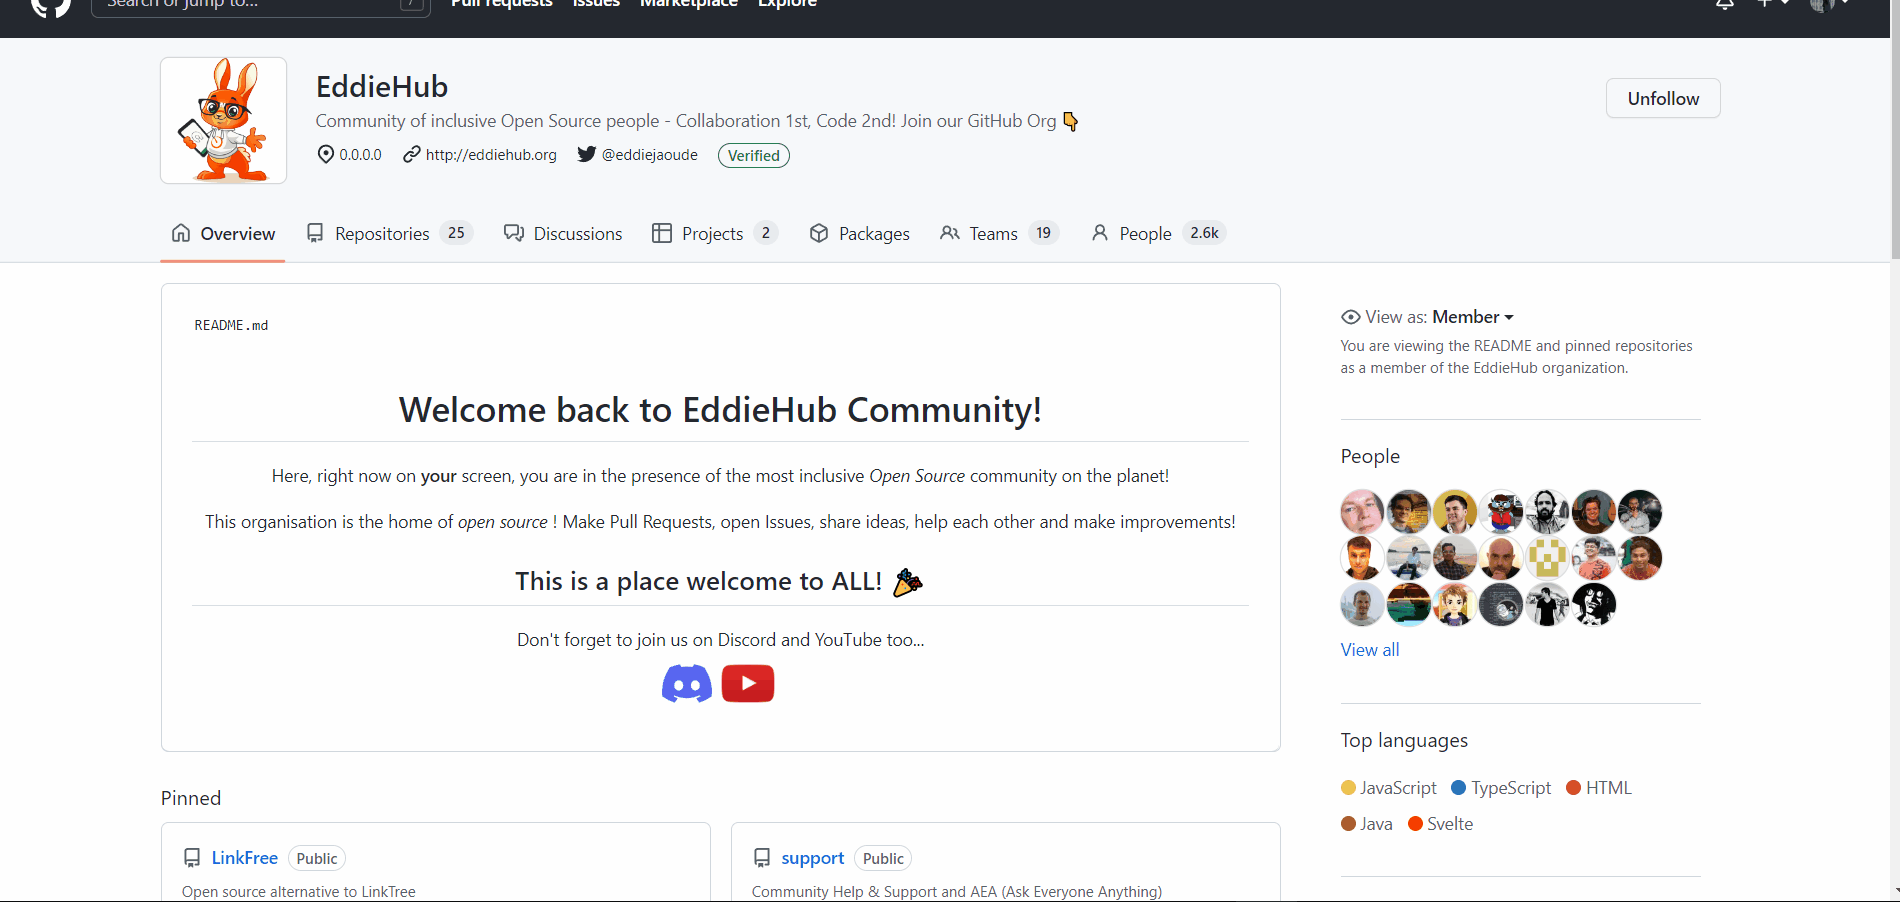 Search or jump to...
/
Pull requests Issues Marketplace Explore
EddieHub
Community of inclusive Open Source people - Collaboration 1st, Code 2nd! Join our GitHub Org 👇
0.0.0.0 http://eddiehub.org @eddiejaoude Verified
Unfollow
Overview Repositories 25 Discussions Projects 2 Packages Teams 19 People 2.6k
README.md
Welcome back to EddieHub Community!
Here, right now on your screen, you are in the presence of the most inclusive Open Source community on the planet!
This organisation is the home of open source ! Make Pull Requests, open Issues, share ideas, help each other and make improvements!
This is a place welcome to ALL! 🎉
Don't forget to join us on Discord and YouTube too...
Pinned
LinkFree Public
Open source alternative to LinkTree
support Public
Community Help & Support and AEA (Ask Everyone Anything)
View as: Member
You are viewing the README and pinned repositories
as a member of the EddieHub organization.
People
View all
Top languages
JavaScript TypeScript HTML
Java Svelte